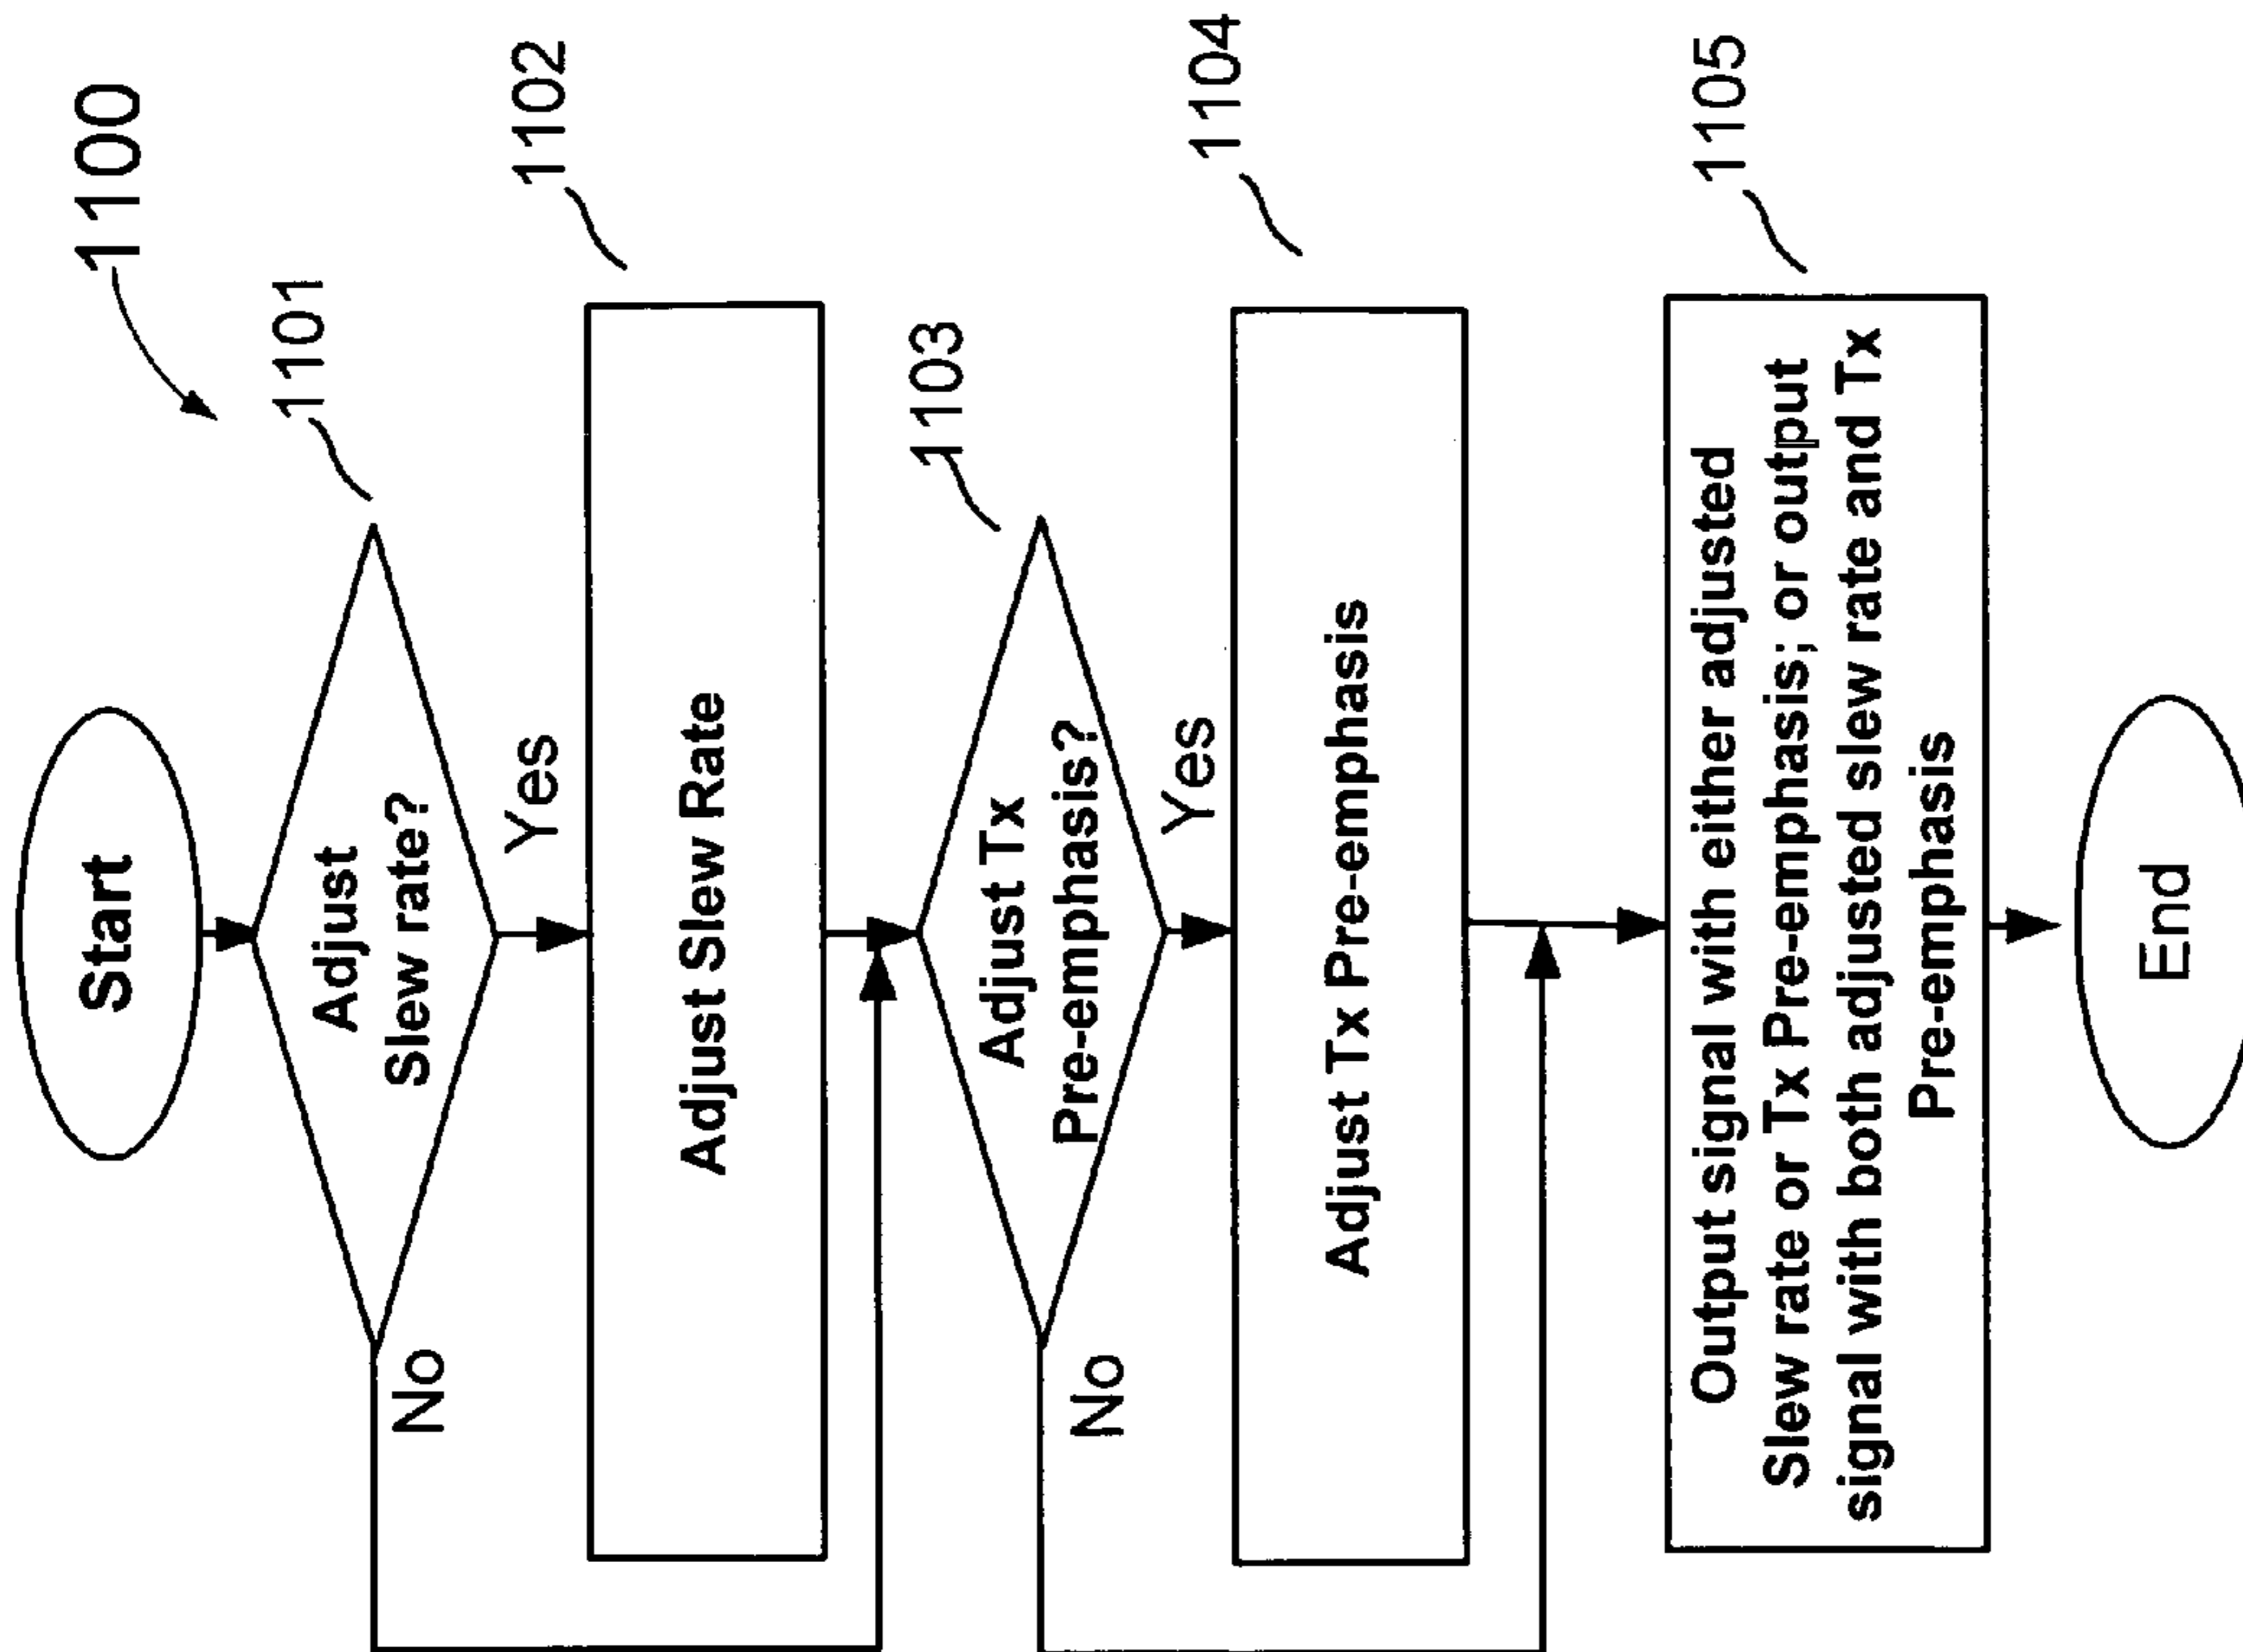 1100
Start
1101
Adjust
Slew rate?
No
Yes
1102
Adjust Slew Rate
1103
Adjust Tx
Pre-emphasis?
No
Yes
1104
Adjust Tx Pre-emphasis
1105
Output signal with either adjusted
Slew rate or Tx Pre-emphasis; or output
signal with both adjusted slew rate and Tx
Pre-emphasis
End